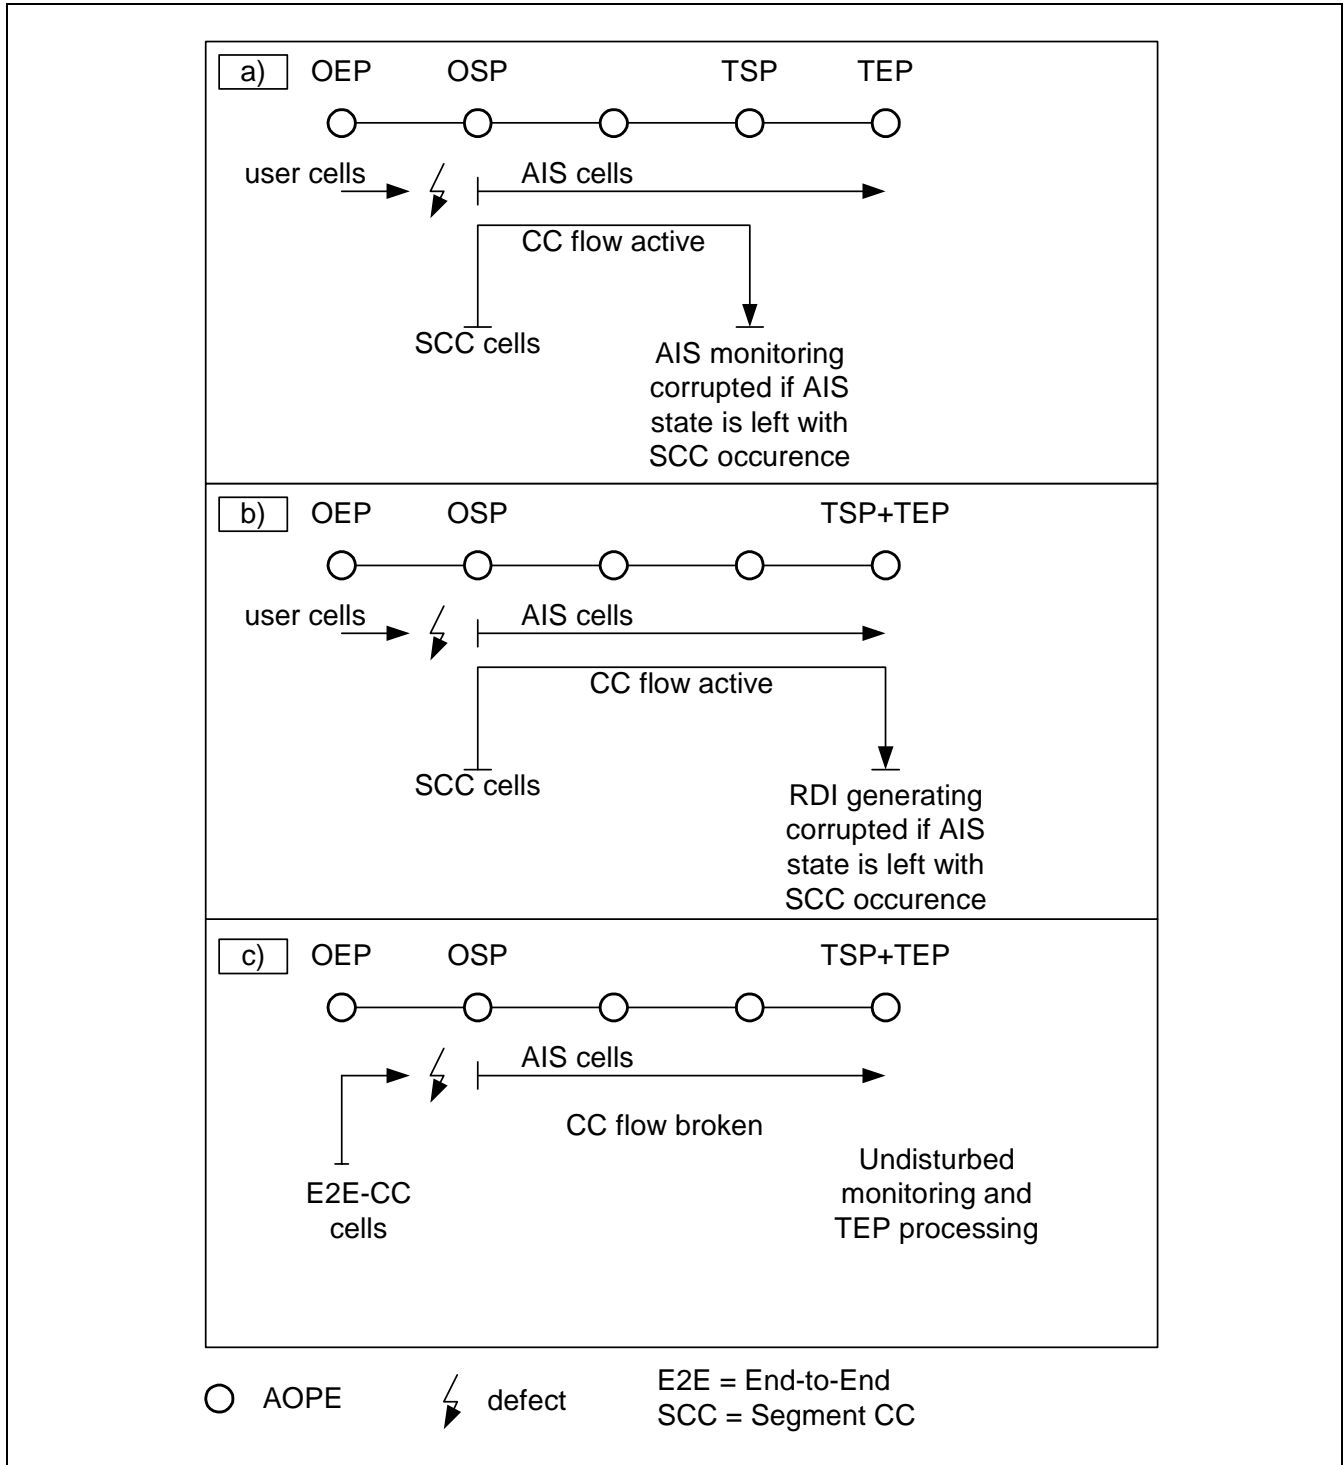 a) OEP OSP TSP TEP
user cells AIS cells
CC flow active
SCC cells
AIS monitoring
corrupted if AIS
state is left with
SCC occurence
b) OEP OSP TSP+TEP
user cells AIS cells
CC flow active
SCC cells
RDI generating
corrupted if AIS
state is left with
SCC occurence
c) OEP OSP TSP+TEP
AIS cells
CC flow broken
E2E-CC
cells
Undisturbed
monitoring and
TEP processing
AOPE defect
E2E = End-to-End
SCC = Segment CC